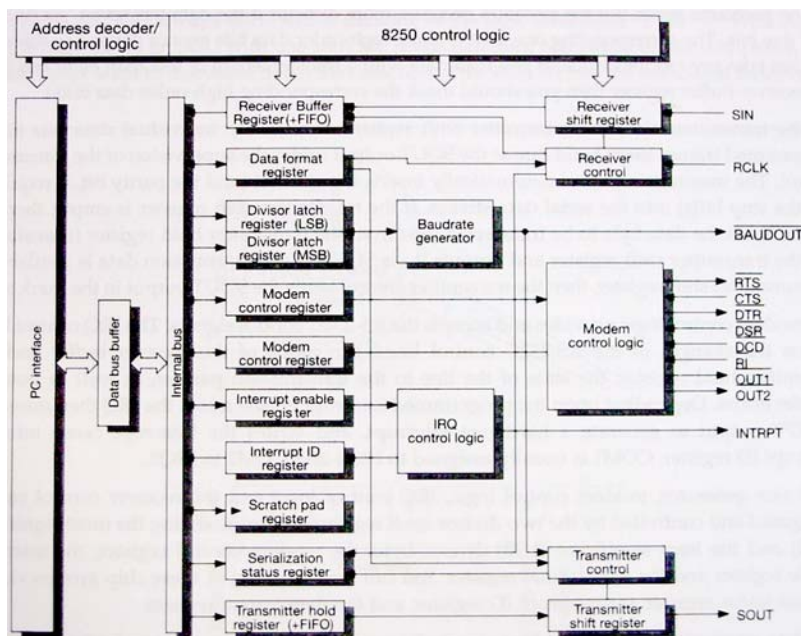 Address decoder/
control logic
8250 control logic
PC interface
Data bus buffer
Internal bus
Receiver Buffer
Register (+FIFO)
Data format
register
Divisor latch
register (LSB)
Divisor latch
register (MSB)
Modem
control register
Modem
control register
Interrupt enable
register
Interrupt ID
register
Scratch pad
register
Serialization
status register
Transmitter hold
register (+FIFO)
Baudrate
generator
IRQ
control logic
Receiver
shift register
Receiver
control
Modem
control logic
Transmitter
control
Transmitter
shift register
SIN
RCLK
BAUDOUT
RTS
CTS
DTR
DSR
DCD
RI
OUT1
OUT2
INTRPT
SOUT